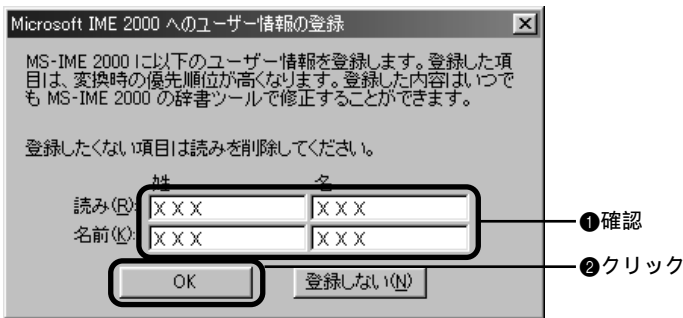 Microsoft IME 2000 へのユーザー情報の登録
MS-IME 2000 に以下のユーザー情報を登録します。登録した項
目は、変換時の優先順位が高くなります。登録した内容はいつで
も MS-IME 2000 の辞書ツールで修正することができます。
登録したくない項目は読みを削除してください。
姓 名
読み(R): ××× ×××
名前(K): ××× ×××
❶確認
OK 登録しない(N)
❷クリック